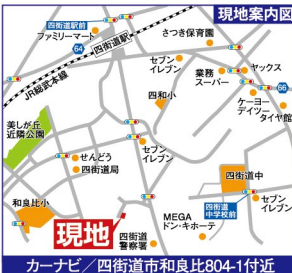 現地案内図
四街道駅前
ファミリーマート
四街道駅
さつき保育園
64
JR総武本線
セブン
イレブン
業務
スーパー
ヤックス
66
四和小
ケーヨー
デイツー
タイヤ館
美しが丘
近隣公園
せんどう
四街道局
セブン
イレブン
四街道中
和良比小
現地
四街道
中学校前
セブン
イレブン
MEGA
ドン・キホーテ
四街道
警察署
カーナビ／四街道市和良比804-1付近